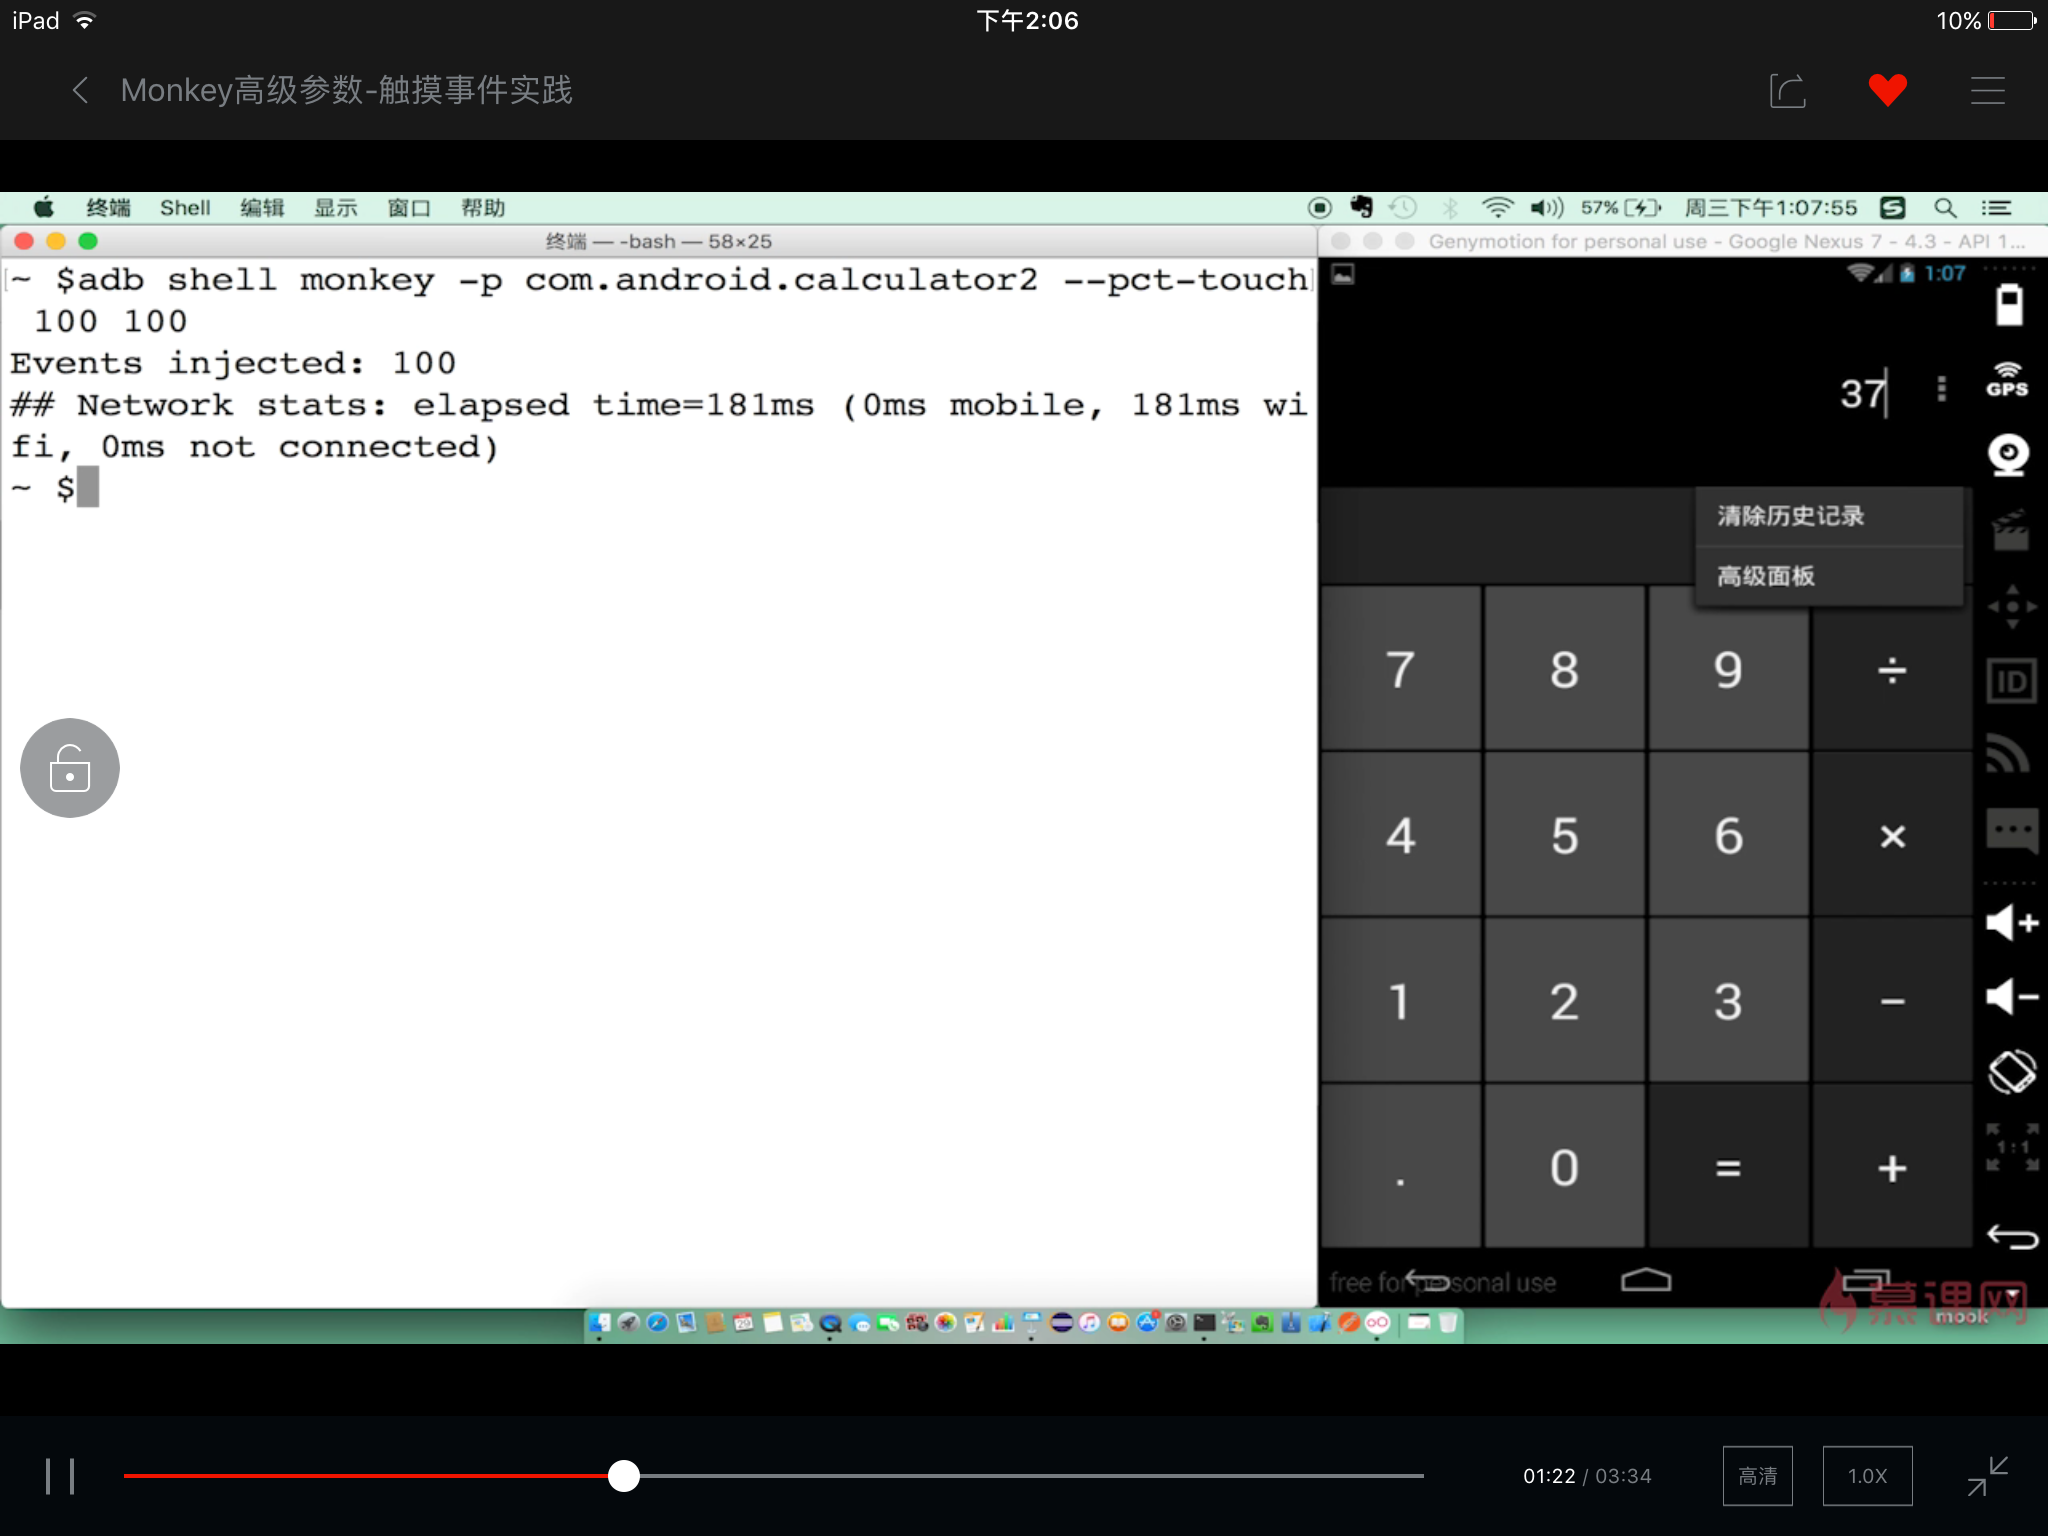 iPad 下午2:06 10%
Monkey高级参数-触摸事件实践
终端 Shell 编辑 显示 窗口 帮助 57% 周三下午1:07:55
终端 — -bash — 58×25
Genymotion for personal use - Google Nexus 7 - 4.3 - API 1...
~ $adb shell monkey -p com.android.calculator2 --pct-touch
100 100
Events injected: 100
## Network stats: elapsed time=181ms (0ms mobile, 181ms wi
fi, 0ms not connected)
~ $
1:07
37
GPS
清除历史记录
高级面板
7 8 9 ÷
ID
4 5 6 ×
1 2 3 −
. 0 = +
1:1
free for personal use
慕课网
mook
01:22 / 03:34 高清 1.0X